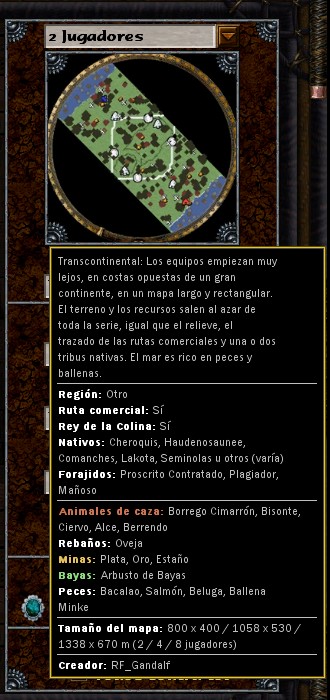 2 Jugadores
Transcontinental: Los equipos empiezan muy
lejos, en costas opuestas de un gran
continente, en un mapa largo y rectangular.
El terreno y los recursos salen al azar de
toda la serie, igual que el relieve, el
trazado de las rutas comerciales y una o dos
tribus nativas. El mar es rico en peces y
ballenas.
Región: Otro
Ruta comercial: Sí
Rey de la Colina: Sí
Nativos: Cheroquis, Haudenosaunee,
Comanches, Lakota, Seminolas u otros (varía)
Forajidos: Proscrito Contratado, Plagiador,
Mañoso
Animales de caza: Borrego Cimarrón, Bisonte,
Ciervo, Alce, Berrendo
Rebaños: Oveja
Minas: Plata, Oro, Estaño
Bayas: Arbusto de Bayas
Peces: Bacalao, Salmón, Beluga, Ballena
Minke
Tamaño del mapa: 800 x 400 / 1058 x 530 /
1338 x 670 m (2 / 4 / 8 jugadores)
Creador: RF_Gandalf